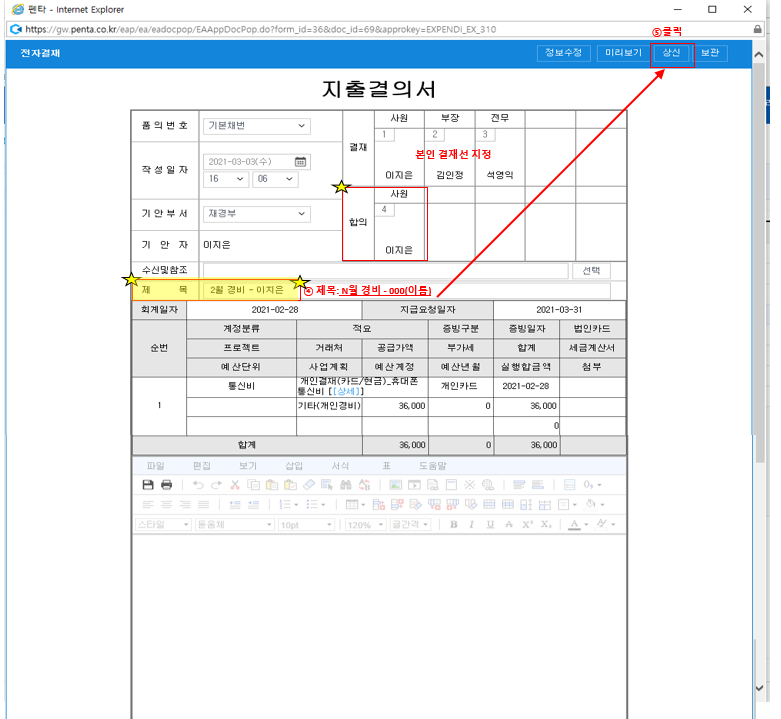 펜타 - Internet Explorer
https://gw.penta.co.kr/eap/ea/eadocpop/EAAppDocPop.do?form_id=36&doc_id=69&approkey=EXPENDI_EX_310
⑤클릭
전자결재 정보수정 미리보기 상신 보관
지출결의서
품의번호 기본채번 결재 사원 부장 전무
1 2 3
본인 결재선 지정
작성일자 2021-03-03(수)
16 06 이지은 김인정 석영익
기안부서 재경부 합의 사원
4
기 안 자 이지은 이지은
수신및참조 선택
제 목 2월 경비 - 이지은 ④ 제목: N월 경비 - 000(이름)
회계일자 2021-02-28 지급요청일자 2021-03-31
순번 계정분류 적요 증빙구분 증빙일자 법인카드
프로젝트 거래처 공급가액 부가세 합계 세금계산서
예산단위 사업계획 예산계정 예산년월 실행합금액 첨부
1 통신비 개인결재(카드/현금)_휴대폰 통신비 [[상세]] 개인카드 2021-02-28
기타(개인경비) 36,000 0 36,000
0
합계 36,000 0 36,000
파일 편집 보기 삽입 서식 표 도움말
스타일 돋움체 10pt 120% 글간격 B I U A X² X₂ A